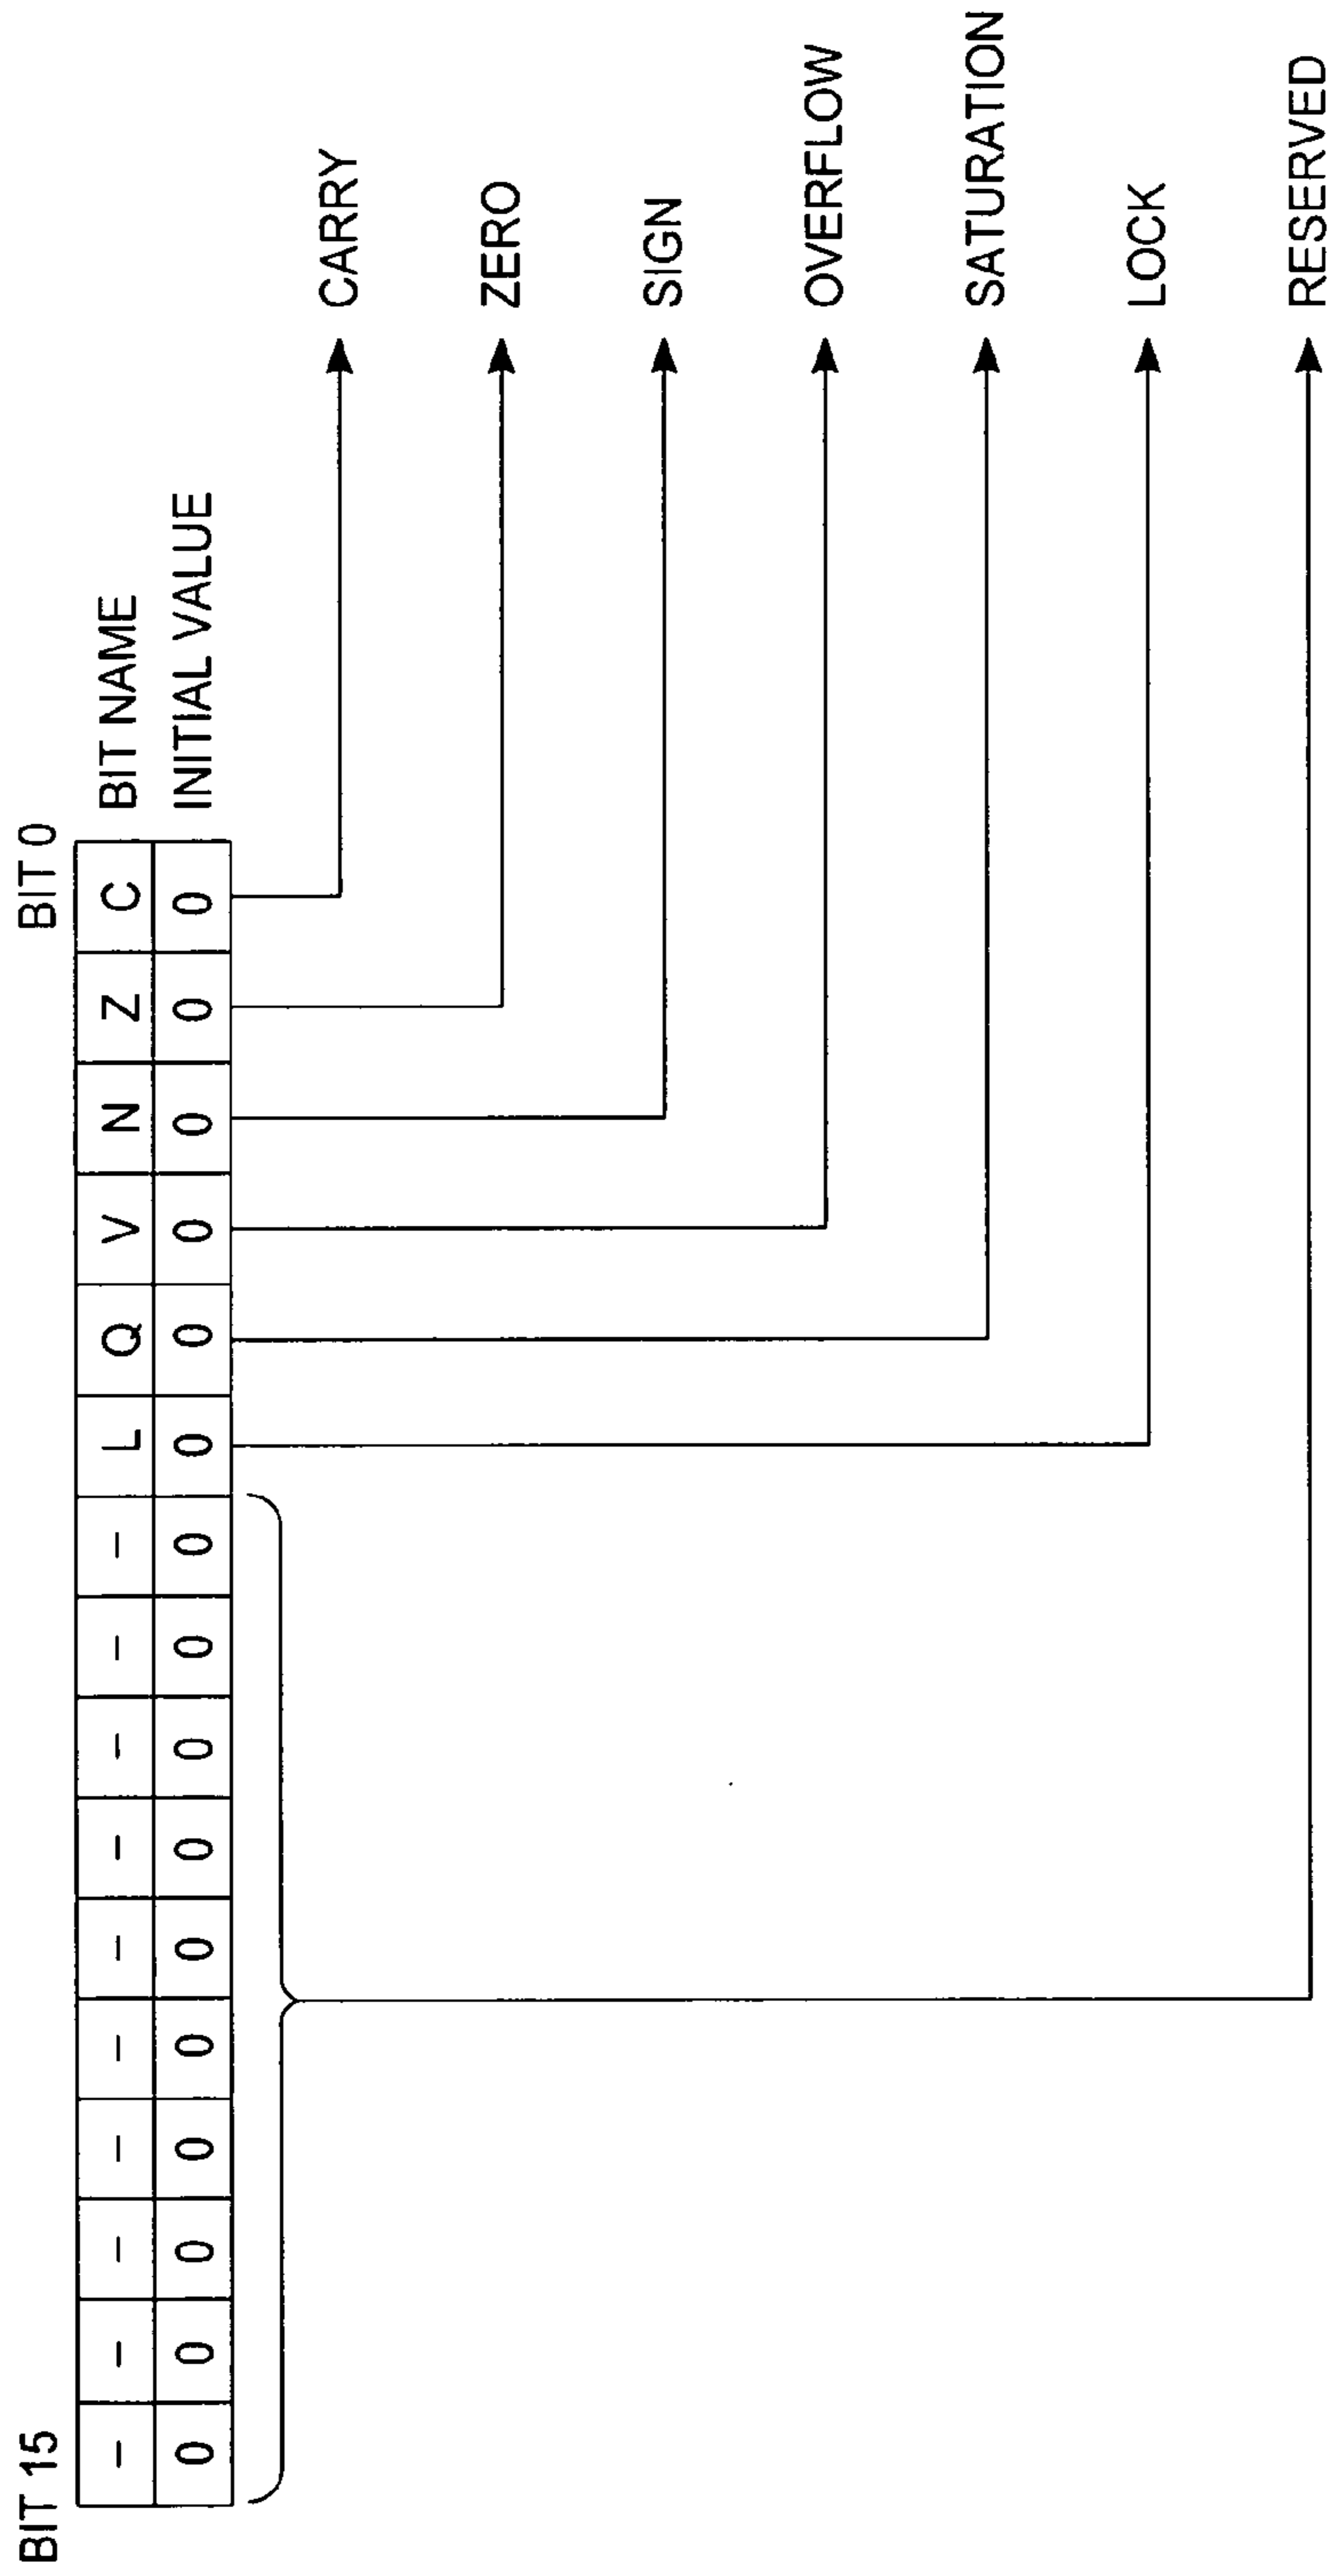 BIT 15 BIT 0
- - - - - - - - - - L Q V N Z C BIT NAME
0 0 0 0 0 0 0 0 0 0 0 0 0 0 0 0 INITIAL VALUE
CARRY
ZERO
SIGN
OVERFLOW
SATURATION
LOCK
RESERVED